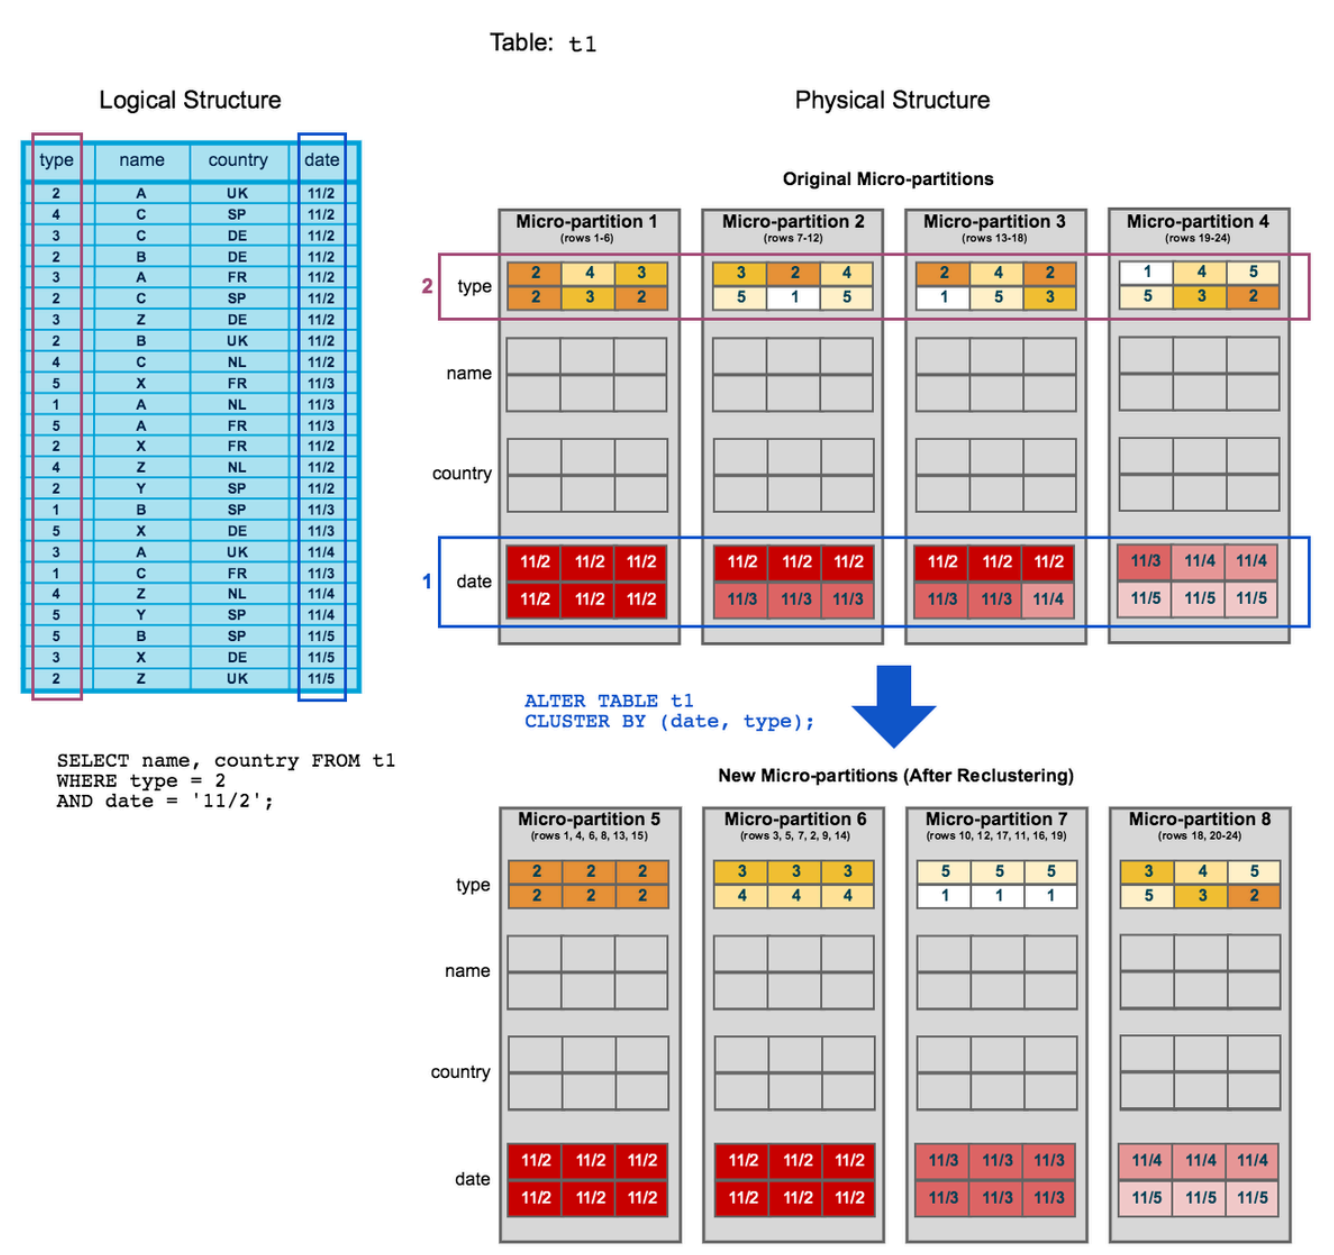 Table: t1
Logical Structure
type name country date
2 A UK 11/2
4 C SP 11/2
3 C DE 11/2
2 B DE 11/2
3 A FR 11/2
2 C SP 11/2
3 Z DE 11/2
2 B UK 11/2
4 C NL 11/2
5 X FR 11/3
1 A NL 11/3
5 A FR 11/3
2 X FR 11/2
4 Z NL 11/2
2 Y SP 11/2
1 B SP 11/3
5 X DE 11/3
3 A UK 11/4
1 C FR 11/3
4 Z NL 11/4
5 Y SP 11/4
5 B SP 11/5
3 X DE 11/5
2 Z UK 11/5
SELECT name, country FROM t1
WHERE type = 2
AND date = '11/2';
Physical Structure
Original Micro-partitions
Micro-partition 1 Micro-partition 2 Micro-partition 3 Micro-partition 4
(rows 1-6) (rows 7-12) (rows 13-18) (rows 19-24)
2 type
2 4 3 3 2 4 2 4 2 1 4 5
2 3 2 5 1 5 1 5 3 5 3 2
name
country
1 date
11/2 11/2 11/2 11/2 11/2 11/2 11/2 11/2 11/2 11/3 11/4 11/4
11/2 11/2 11/2 11/3 11/3 11/3 11/3 11/3 11/4 11/5 11/5 11/5
ALTER TABLE t1
CLUSTER BY (date, type);
New Micro-partitions (After Reclustering)
Micro-partition 5 Micro-partition 6 Micro-partition 7 Micro-partition 8
(rows 1, 4, 6, 8, 13, 15) (rows 3, 5, 7, 2, 9, 14) (rows 10, 12, 17, 11, 16, 19) (rows 18, 20-24)
type
2 2 2 3 3 3 5 5 5 3 4 5
2 2 2 4 4 4 1 1 1 5 3 2
name
country
date
11/2 11/2 11/2 11/2 11/2 11/2 11/3 11/3 11/3 11/4 11/4 11/4
11/2 11/2 11/2 11/2 11/2 11/2 11/3 11/3 11/3 11/5 11/5 11/5